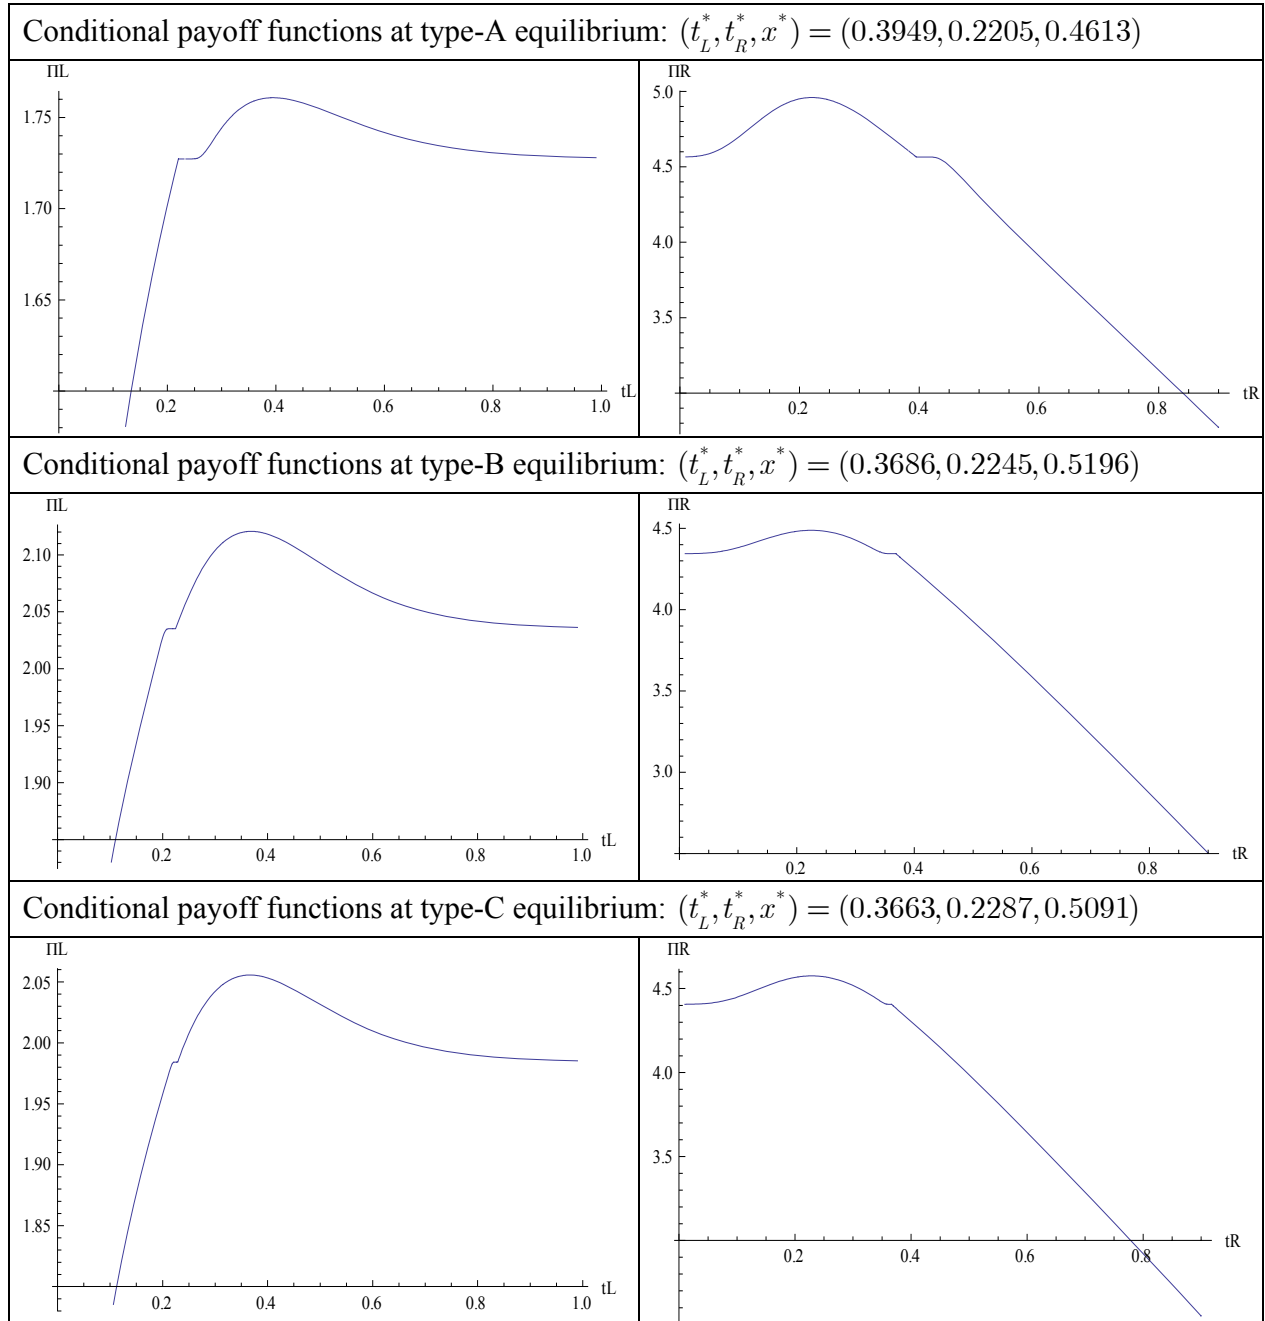 Conditional payoff functions at type-A equilibrium: (t*_L, t*_R, x*) = (0.3949, 0.2205, 0.4613)
ΠL
1.75
1.70
1.65
0.2 0.4 0.6 0.8 1.0 tL
ΠR
5.0
4.5
4.0
3.5
0.2 0.4 0.6 0.8 tR
Conditional payoff functions at type-B equilibrium: (t*_L, t*_R, x*) = (0.3686, 0.2245, 0.5196)
ΠL
2.10
2.05
2.00
1.95
1.90
0.2 0.4 0.6 0.8 1.0 tL
ΠR
4.5
4.0
3.5
3.0
0.2 0.4 0.6 0.8 tR
Conditional payoff functions at type-C equilibrium: (t*_L, t*_R, x*) = (0.3663, 0.2287, 0.5091)
ΠL
2.05
2.00
1.95
1.90
1.85
0.2 0.4 0.6 0.8 1.0 tL
ΠR
4.5
4.0
3.5
0.2 0.4 0.6 0.8 tR